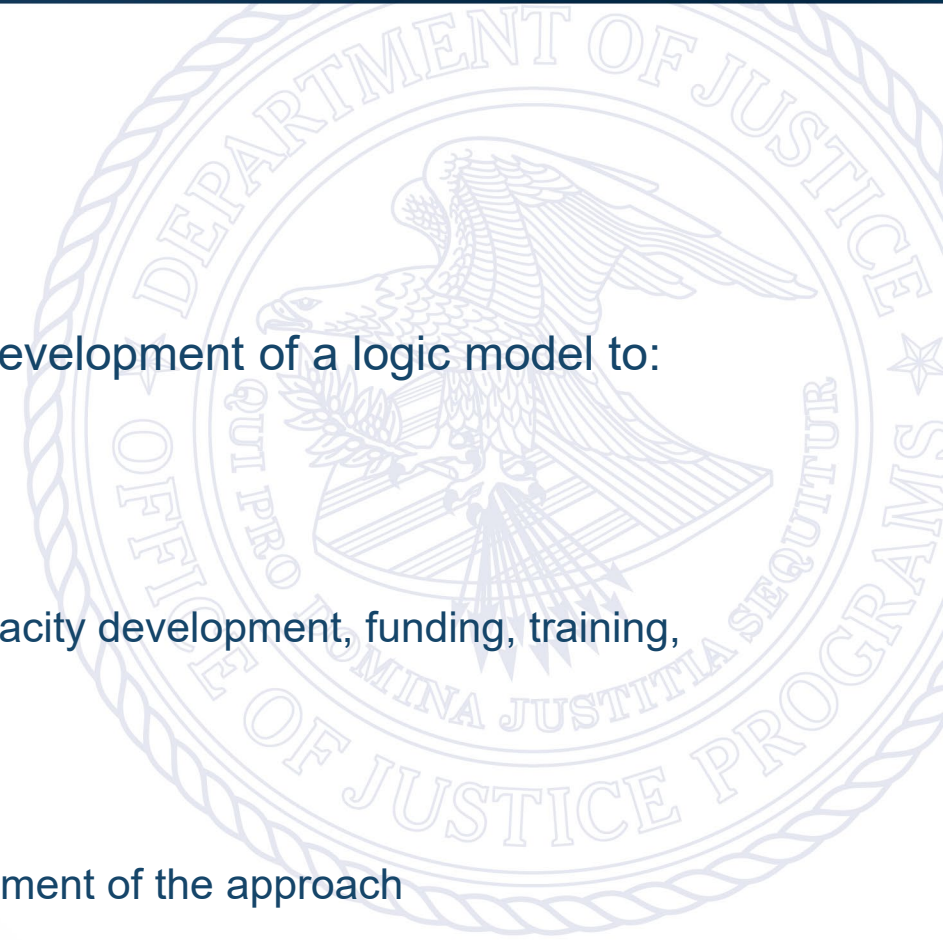 DEPARTMENT OF JUSTICE
evelopment of a logic model to:
QUI PRO DOMINA JUSTITIA SEQUITUR
acity development, funding, training,
OFFICE OF JUSTICE PROGRAMS
ment of the approach